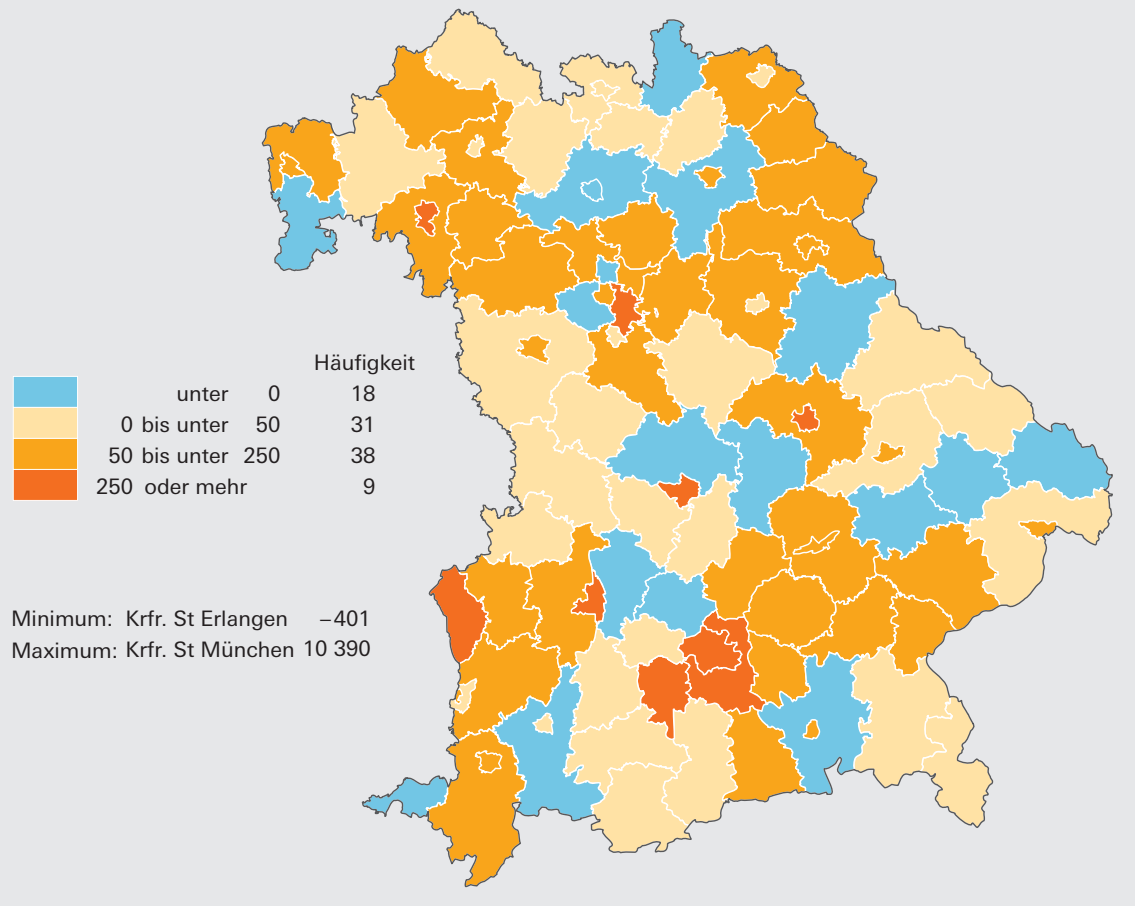 Häufigkeit
unter 0 18
0 bis unter 50 31
50 bis unter 250 38
250 oder mehr 9
Minimum: Krfr. St Erlangen –401
Maximum: Krfr. St München 10 390